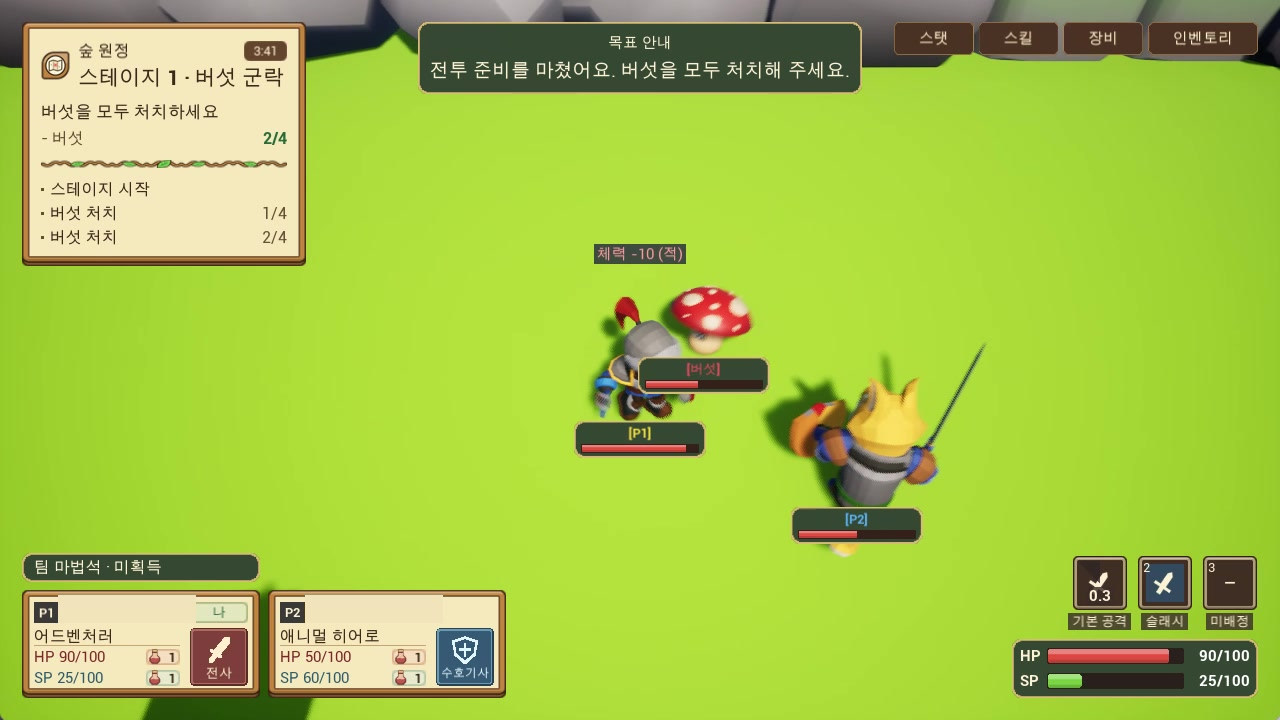 숲 원정
3:41
스테이지 1 · 버섯 군락
버섯을 모두 처치하세요
- 버섯 2/4
· 스테이지 시작
· 버섯 처치 1/4
· 버섯 처치 2/4
목표 안내
전투 준비를 마쳤어요. 버섯을 모두 처치해 주세요.
스탯 스킬 장비 인벤토리
체력 -10 (적)
[버섯]
[P1]
[P2]
팀 마법석 · 미획득
P1 나
어드벤처러
HP 90/100 1
SP 25/100 1
전사
P2
애니멀 히어로
HP 50/100 1
SP 60/100 1
수호기사
0.3
2
3
–
기본 공격 슬래시 미배정
HP 90/100
SP 25/100